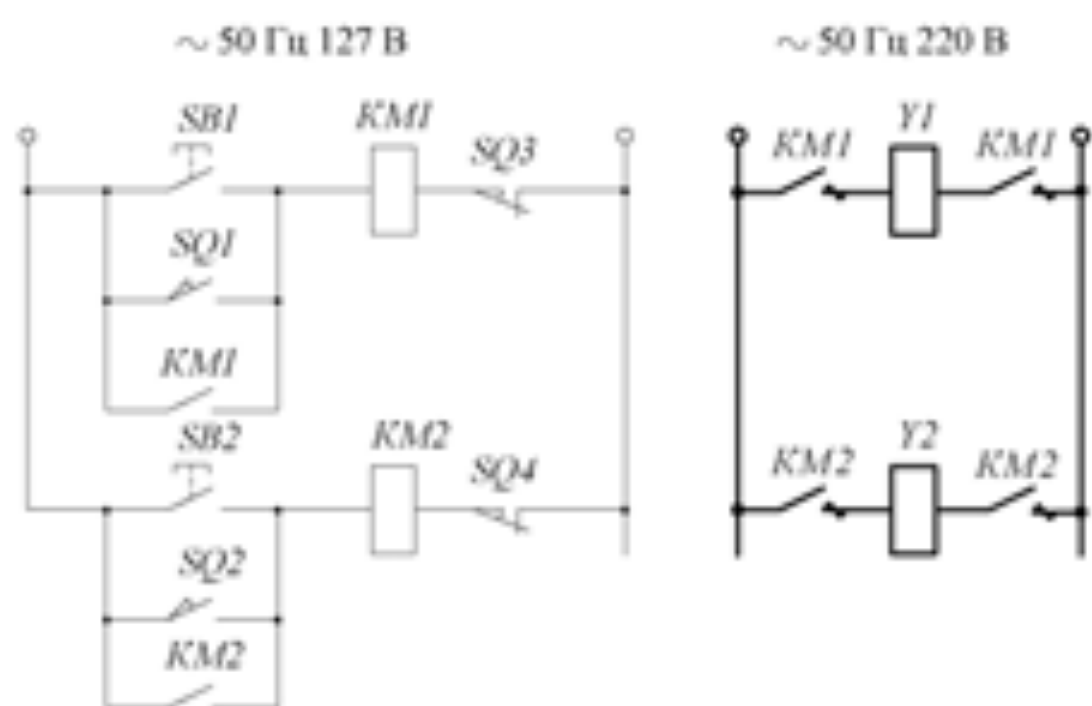 ~ 50 Гц 127 В
~ 50 Гц 220 В
SB1
KM1
SQ3
SQ1
KM1
SB2
KM2
SQ4
SQ2
KM2
KM1
Y1
KM1
KM2
Y2
KM2